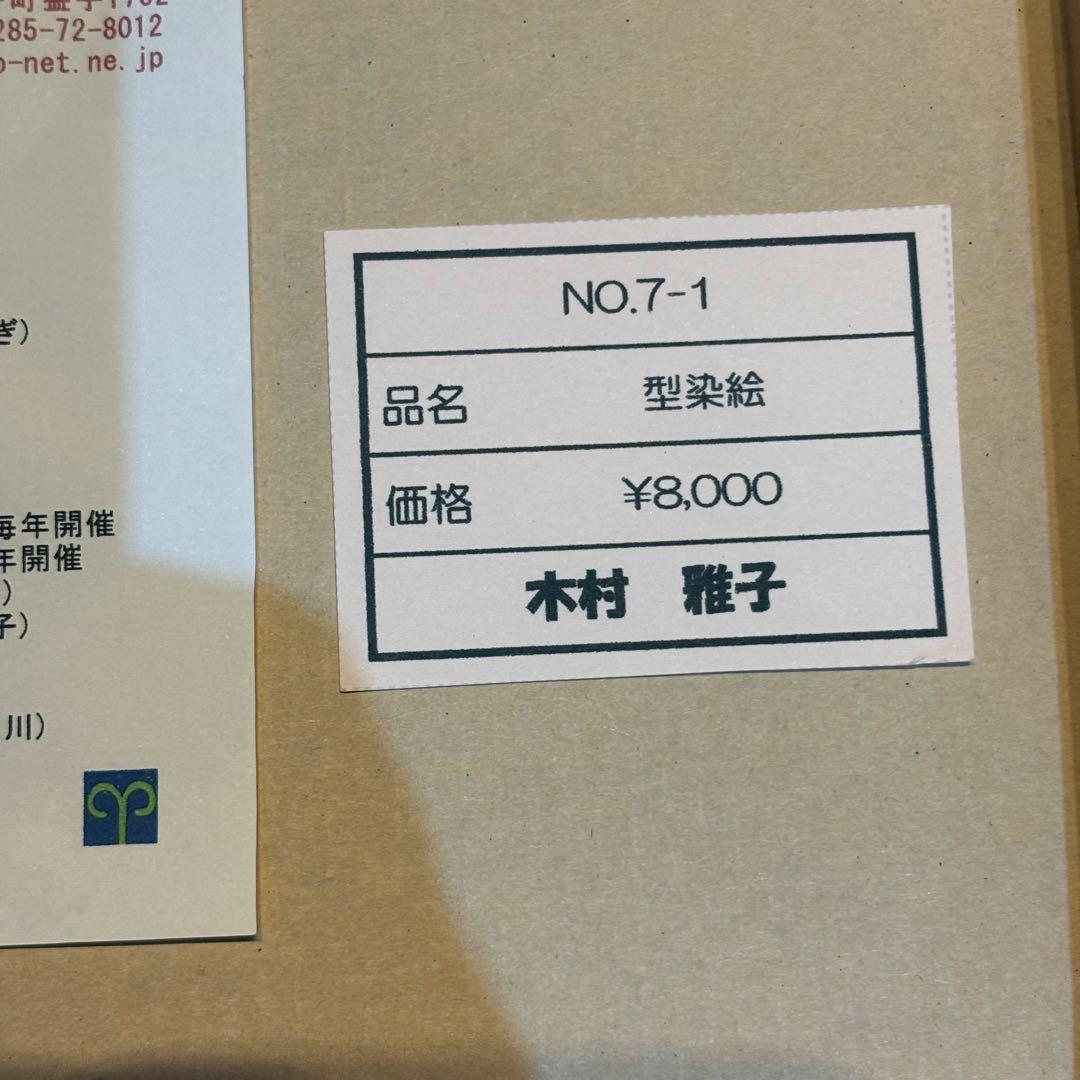 285-72-8012
o-net.ne.jp
ぎ)
毎年開催
年開催
)
子)
川)
NO.7-1
品名 型染絵
価格 ¥8,000
木村 雅子